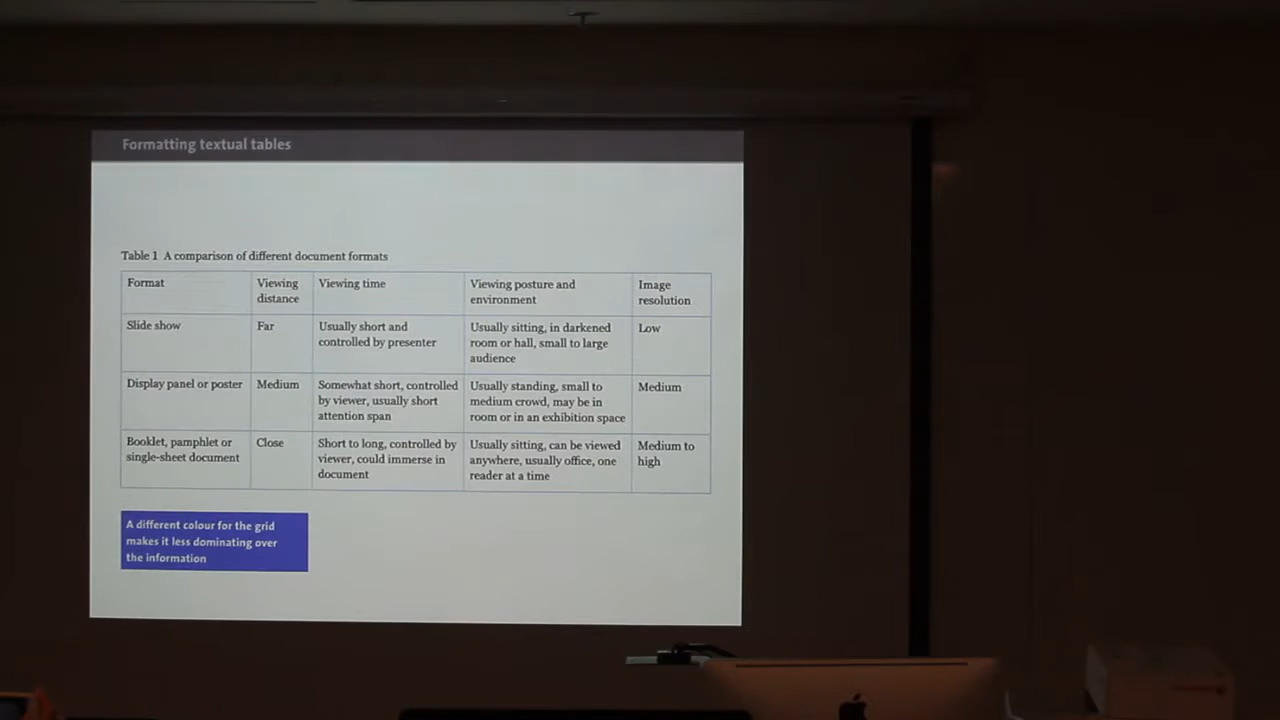 Formatting textual tables
Table 1 A comparison of different document formats
Format
Viewing
distance
Viewing time
Viewing posture and
environment
Image
resolution
Slide show
Far
Usually short and
controlled by presenter
Usually sitting, in darkened
room or hall, small to large
audience
Low
Display panel or poster
Medium
Somewhat short, controlled
by viewer, usually short
attention span
Usually standing, small to
medium crowd, may be in
room or in an exhibition space
Medium
Booklet, pamphlet or
single-sheet document
Close
Short to long, controlled by
viewer, could immerse in
document
Usually sitting, can be viewed
anywhere, usually office, one
reader at a time
Medium to
high
A different colour for the grid
makes it less dominating over
the information